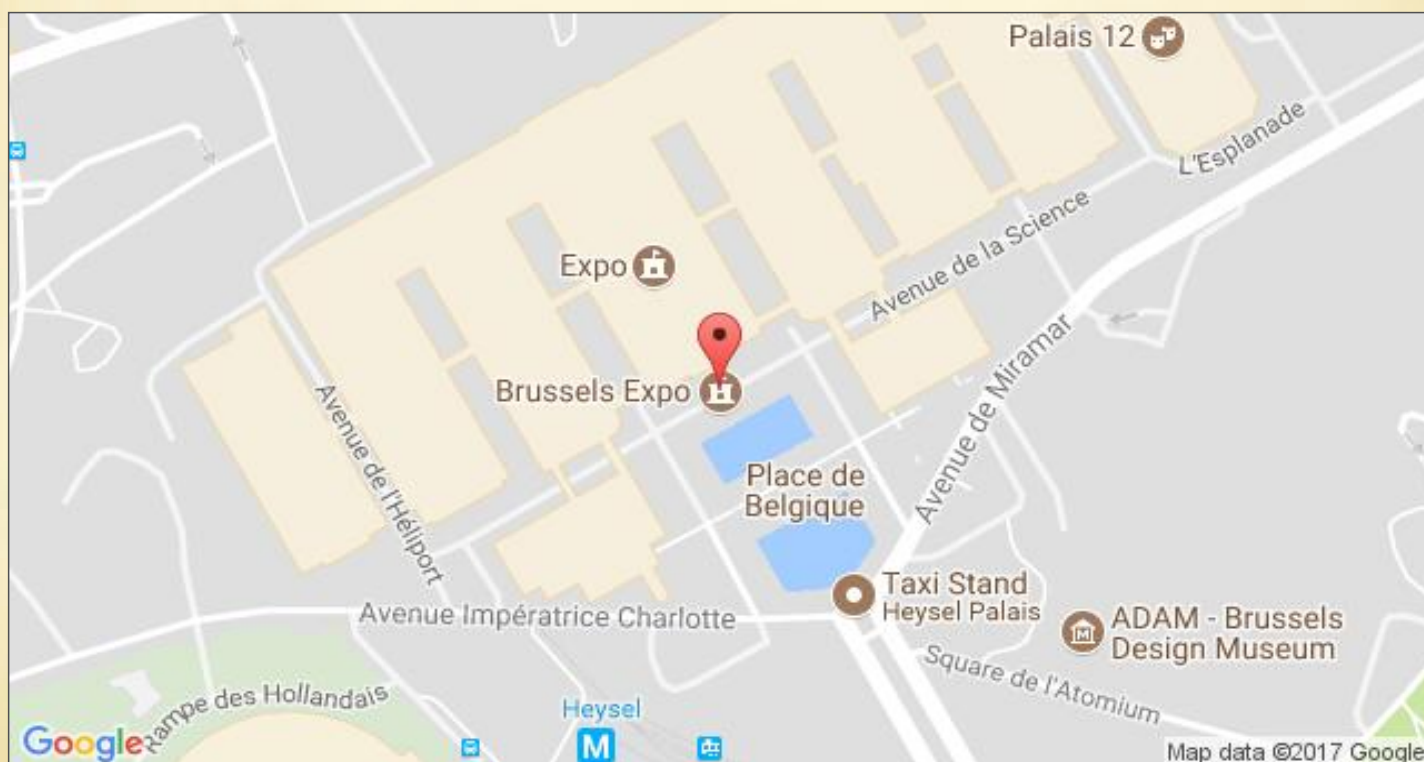 Palais 12
L'Esplanade
Avenue de la Science
Expo
Avenue de Miramar
Brussels Expo
Avenue de l'Héliport
Place de
Belgique
Taxi Stand
Heysel Palais
Avenue Impératrice Charlotte
ADAM - Brussels
Design Museum
Square de l'Atomium
Rampe des Hollandais
Heysel
M
Google
Map data ©2017 Google